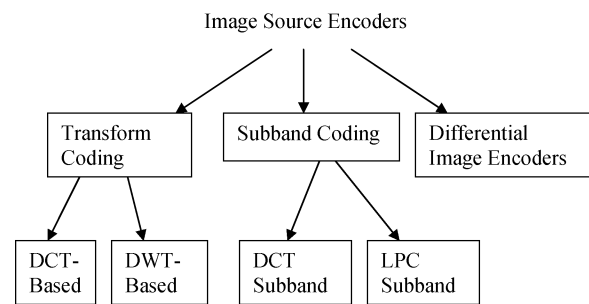 Image Source Encoders
Transform
Coding
Subband Coding
Differential
Image Encoders
DCT-
Based
DWT-
Based
DCT
Subband
LPC
Subband